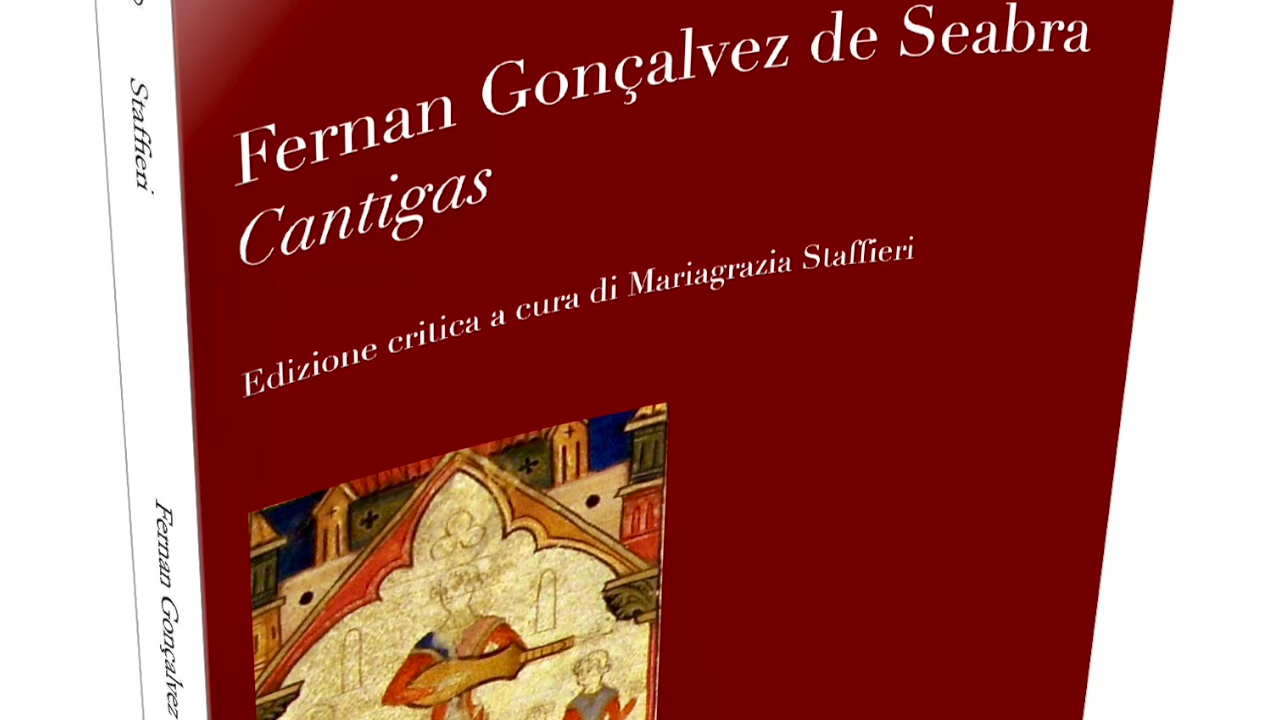 Fernan Gonçalvez de Seabra
Cantigas
Edizione critica a cura di Mariagrazia Staffieri
Staffieri
Fernan Gonçalvez